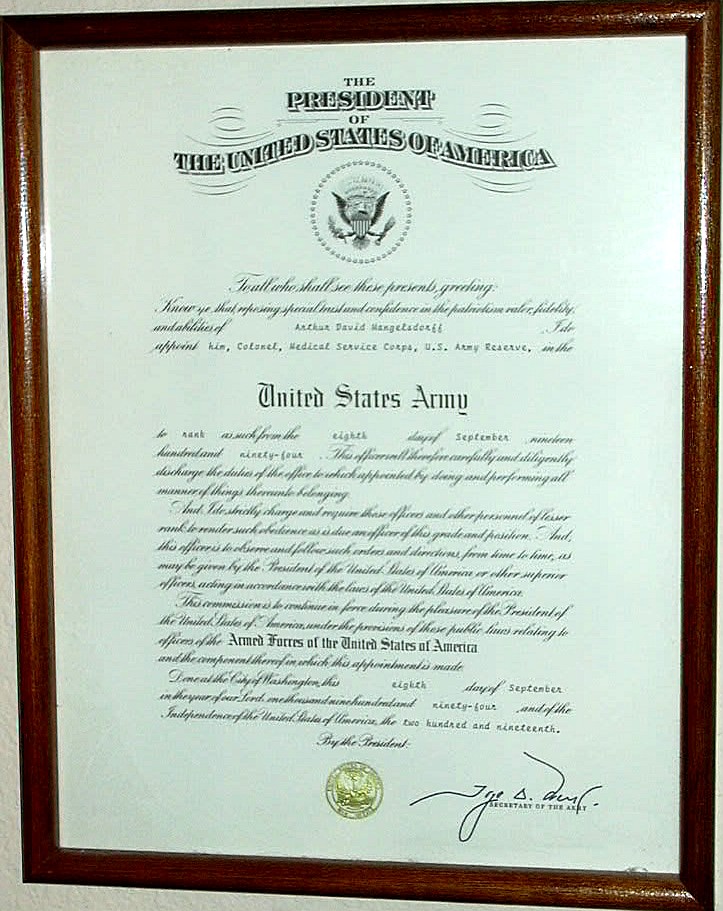 THE
PRESIDENT
OF
THE UNITED STATES OF AMERICA
To all who shall see these presents, greeting:
Know ye that, reposing special trust and confidence in the patriotism, valor, fidelity
and abilities of Arthur David Mangelsdorff , I do
appoint him, Colonel, Medical Service Corps, U.S. Army Reserve, in the
United States Army
to rank as such from the eighth day of September , nineteen
hundred and ninety-four . This officer will therefore carefully and diligently
discharge the duties of the office to which appointed by doing and performing all
manner of things thereunto belonging.
And, I do strictly charge and require those officers and other personnel of lesser
rank to render such obedience as is due an officer of this grade and position. And,
this officer is to observe and follow such orders and directions, from time to time, as
may be given by the President of the United States of America or other superior
officers, acting in accordance with the laws of the United States of America.
This commission is to continue in force during the pleasure of the President of
the United States of America, under the provisions of those public laws relating to
officers of the Armed Forces of the United States of America
and the component thereof in which this appointment is made.
Done at the City of Washington, this eighth day of September
in the year of our Lord, one thousand nine hundred and ninety-four , and of the
Independence of the United States of America, the two hundred and nineteenth.
By the President:
SECRETARY OF THE ARMY